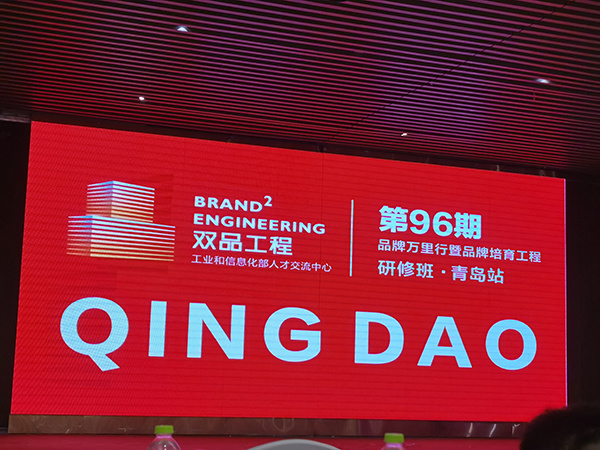 BRAND²
ENGINEERING
双品工程
工业和信息化部人才交流中心
第96期
品牌万里行暨品牌培育工程
研修班·青岛站
QINGDAO